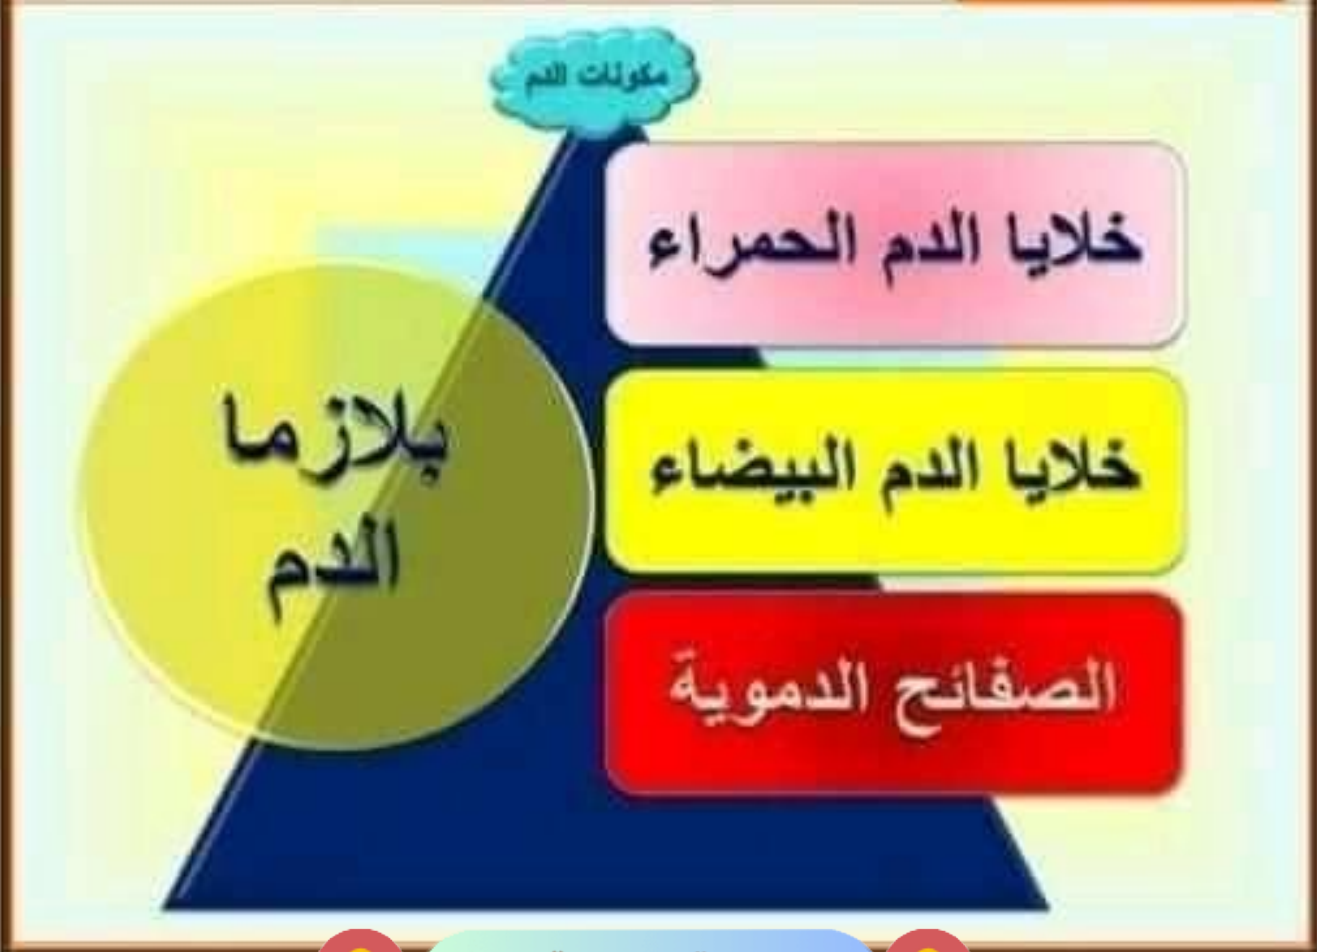 مكونات الدم
خلايا الدم الحمراء
خلايا الدم البيضاء
الصفائح الدموية
بلازما
الدم